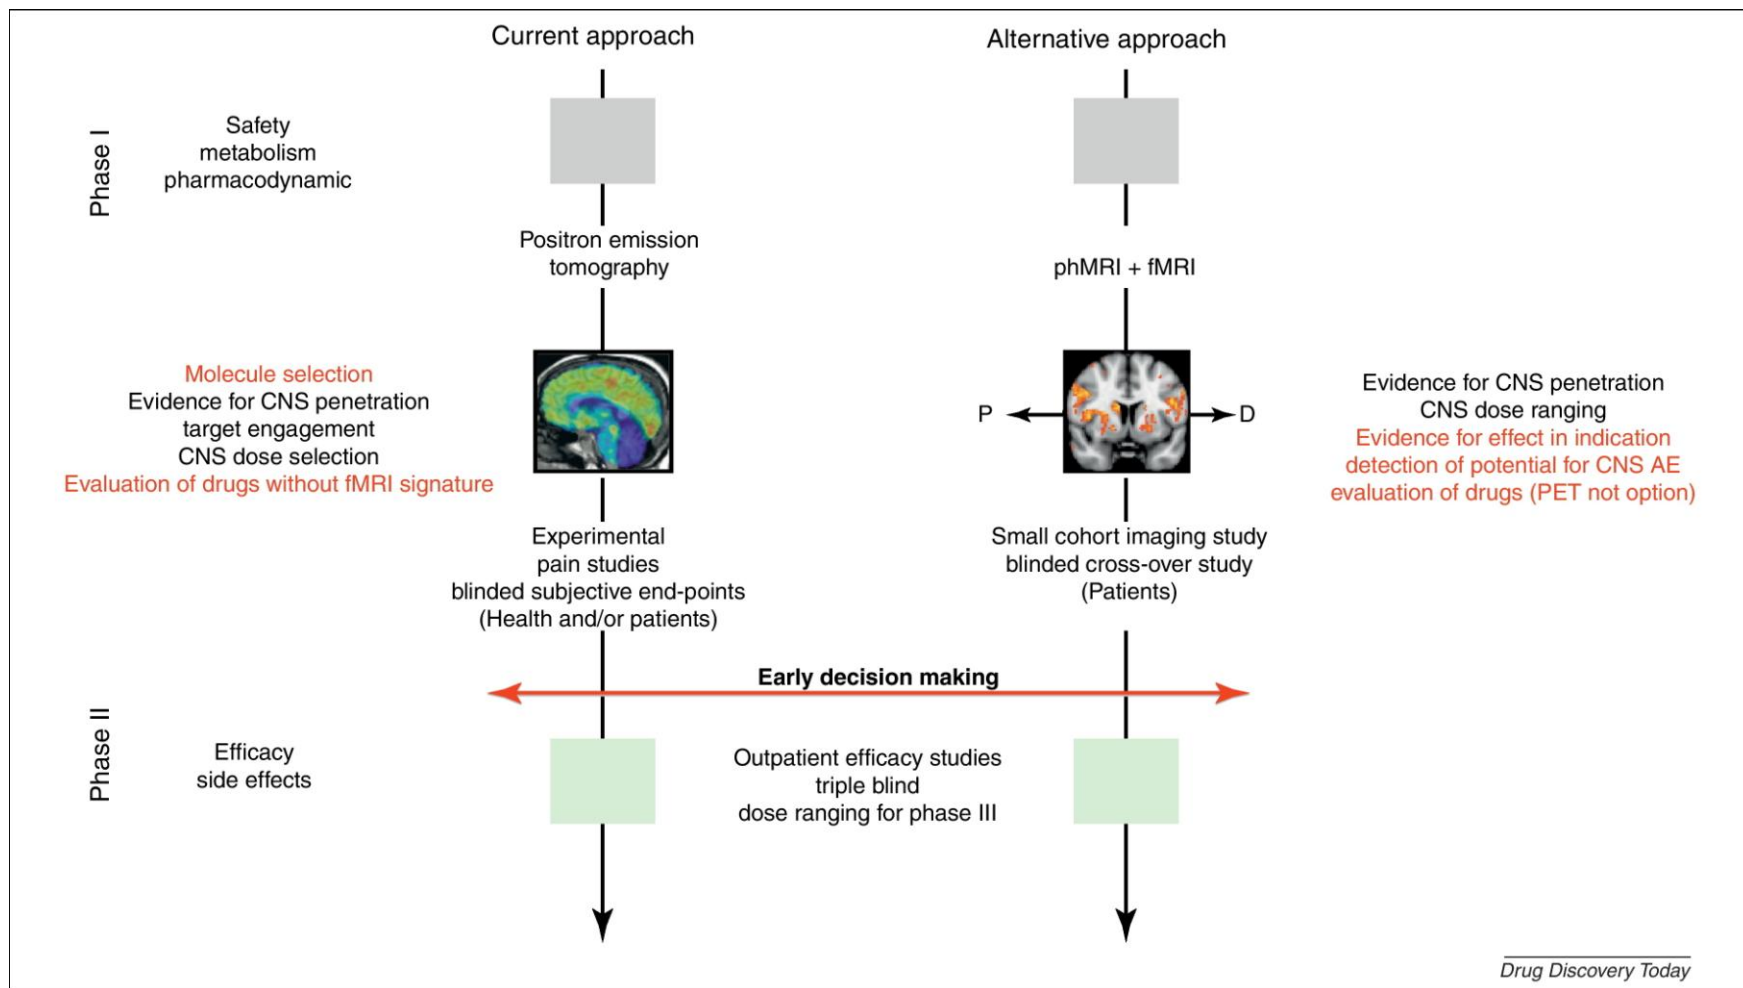 Current approach
Alternative approach
Phase I
Safety
metabolism
pharmacodynamic
Positron emission
tomography
phMRI + fMRI
Molecule selection
Evidence for CNS penetration
target engagement
CNS dose selection
Evaluation of drugs without fMRI signature
P
D
Evidence for CNS penetration
CNS dose ranging
Evidence for effect in indication
detection of potential for CNS AE
evaluation of drugs (PET not option)
Experimental
pain studies
blinded subjective end-points
(Health and/or patients)
Small cohort imaging study
blinded cross-over study
(Patients)
Early decision making
Phase II
Efficacy
side effects
Outpatient efficacy studies
triple blind
dose ranging for phase III
Drug Discovery Today